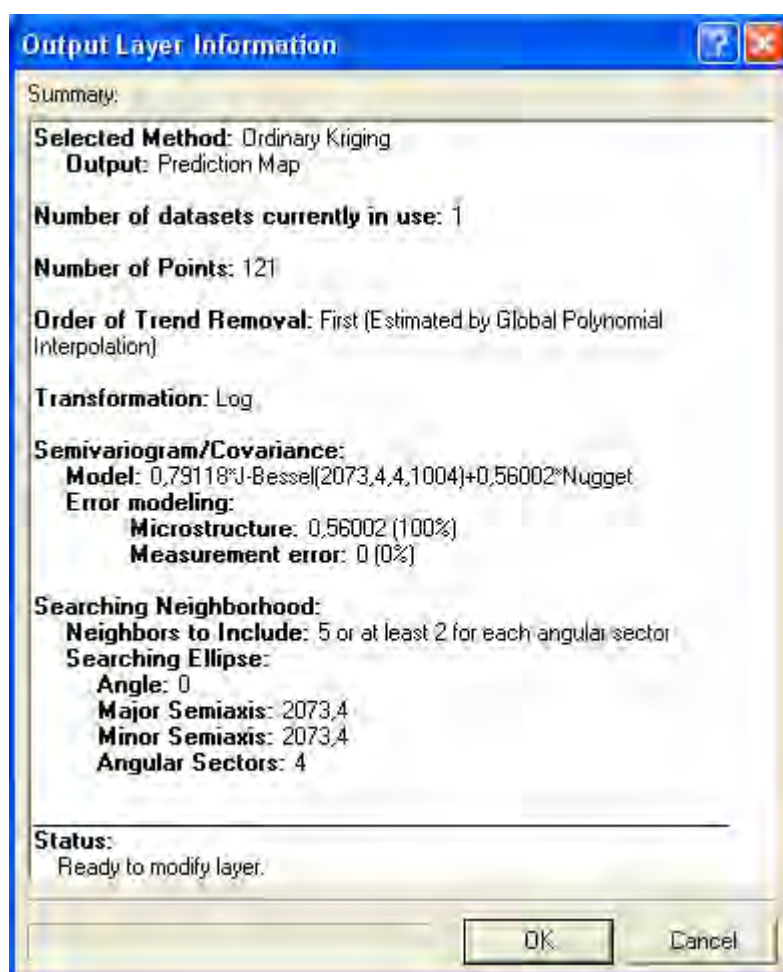 Output Layer Information
Summary:
Selected Method: Ordinary Kriging
Output: Prediction Map
Number of datasets currently in use: 1
Number of Points: 121
Order of Trend Removal: First (Estimated by Global Polynomial
Interpolation)
Transformation: Log
Semivariogram/Covariance:
Model: 0,79118*J-Bessel(2073,4,4,1004)+0,56002*Nugget
Error modeling:
Microstructure: 0,56002 (100%)
Measurement error: 0 (0%)
Searching Neighborhood:
Neighbors to Include: 5 or at least 2 for each angular sector
Searching Ellipse:
Angle: 0
Major Semiaxis: 2073,4
Minor Semiaxis: 2073,4
Angular Sectors: 4
Status:
Ready to modify layer.
OK Cancel